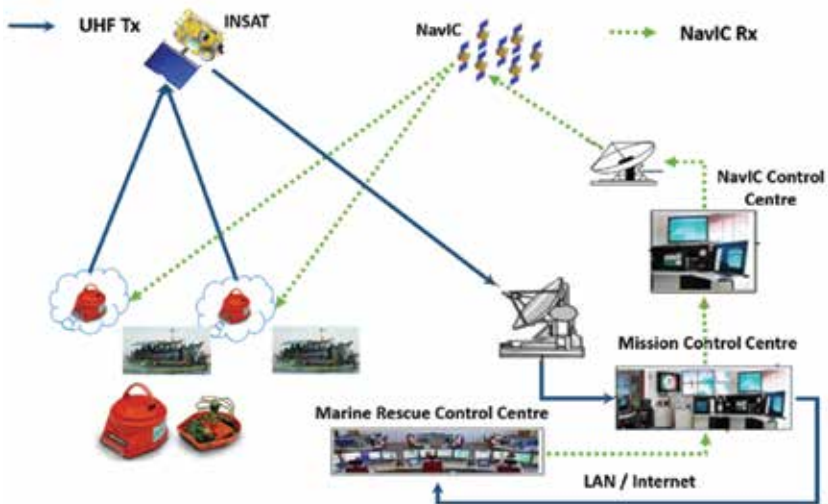 UHF Tx
INSAT
NavIC
NavIC Rx
NavIC Control
Centre
Mission Control Centre
Marine Rescue Control Centre
LAN / Internet